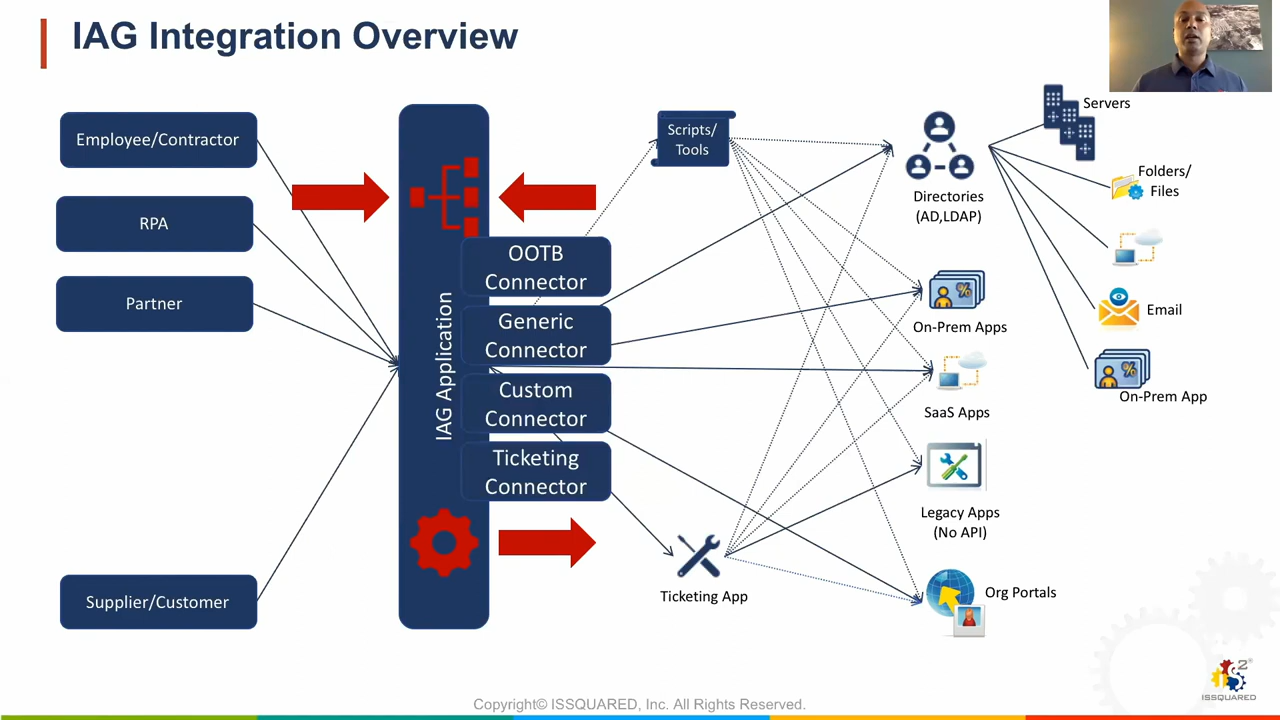 IAG Integration Overview
Employee/Contractor
RPA
Partner
Supplier/Customer
IAG Application
OOTB
Connector
Generic
Connector
Custom
Connector
Ticketing
Connector
Scripts/
Tools
Ticketing App
Directories
(AD,LDAP)
%
On-Prem Apps
SaaS Apps
Legacy Apps
(No API)
Org Portals
Servers
Folders/
Files
Email
%
On-Prem App
2
ISSQUARED
Copyright© ISSQUARED, Inc. All Rights Reserved.